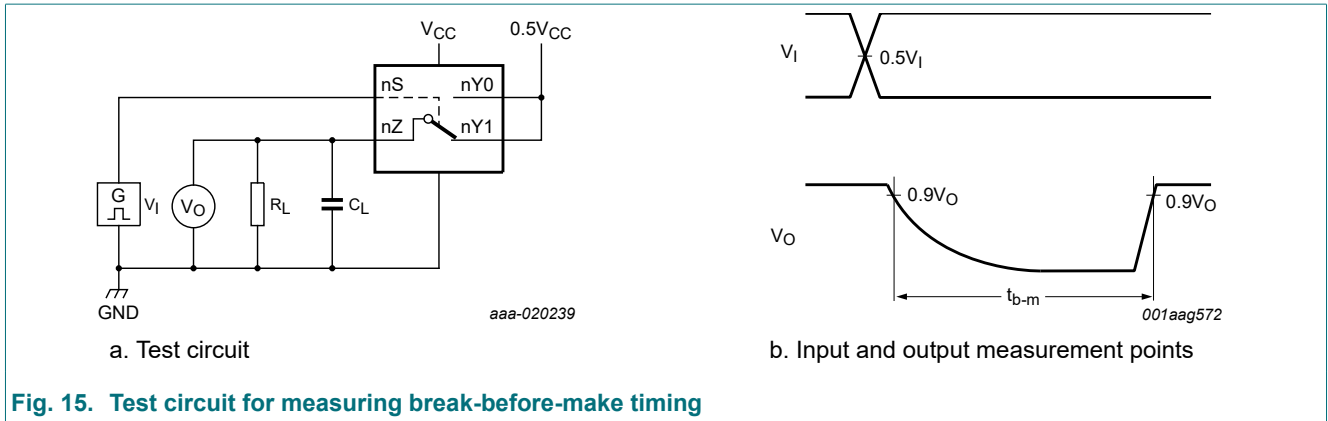 VCC 0.5VCC
nS nY0
nZ nY1
G
VI
VO
RL
CL
GND
aaa-020239
a. Test circuit
VI
0.5VI
VO
0.9VO
0.9VO
tb-m
001aag572
b. Input and output measurement points
Fig. 15. Test circuit for measuring break-before-make timing